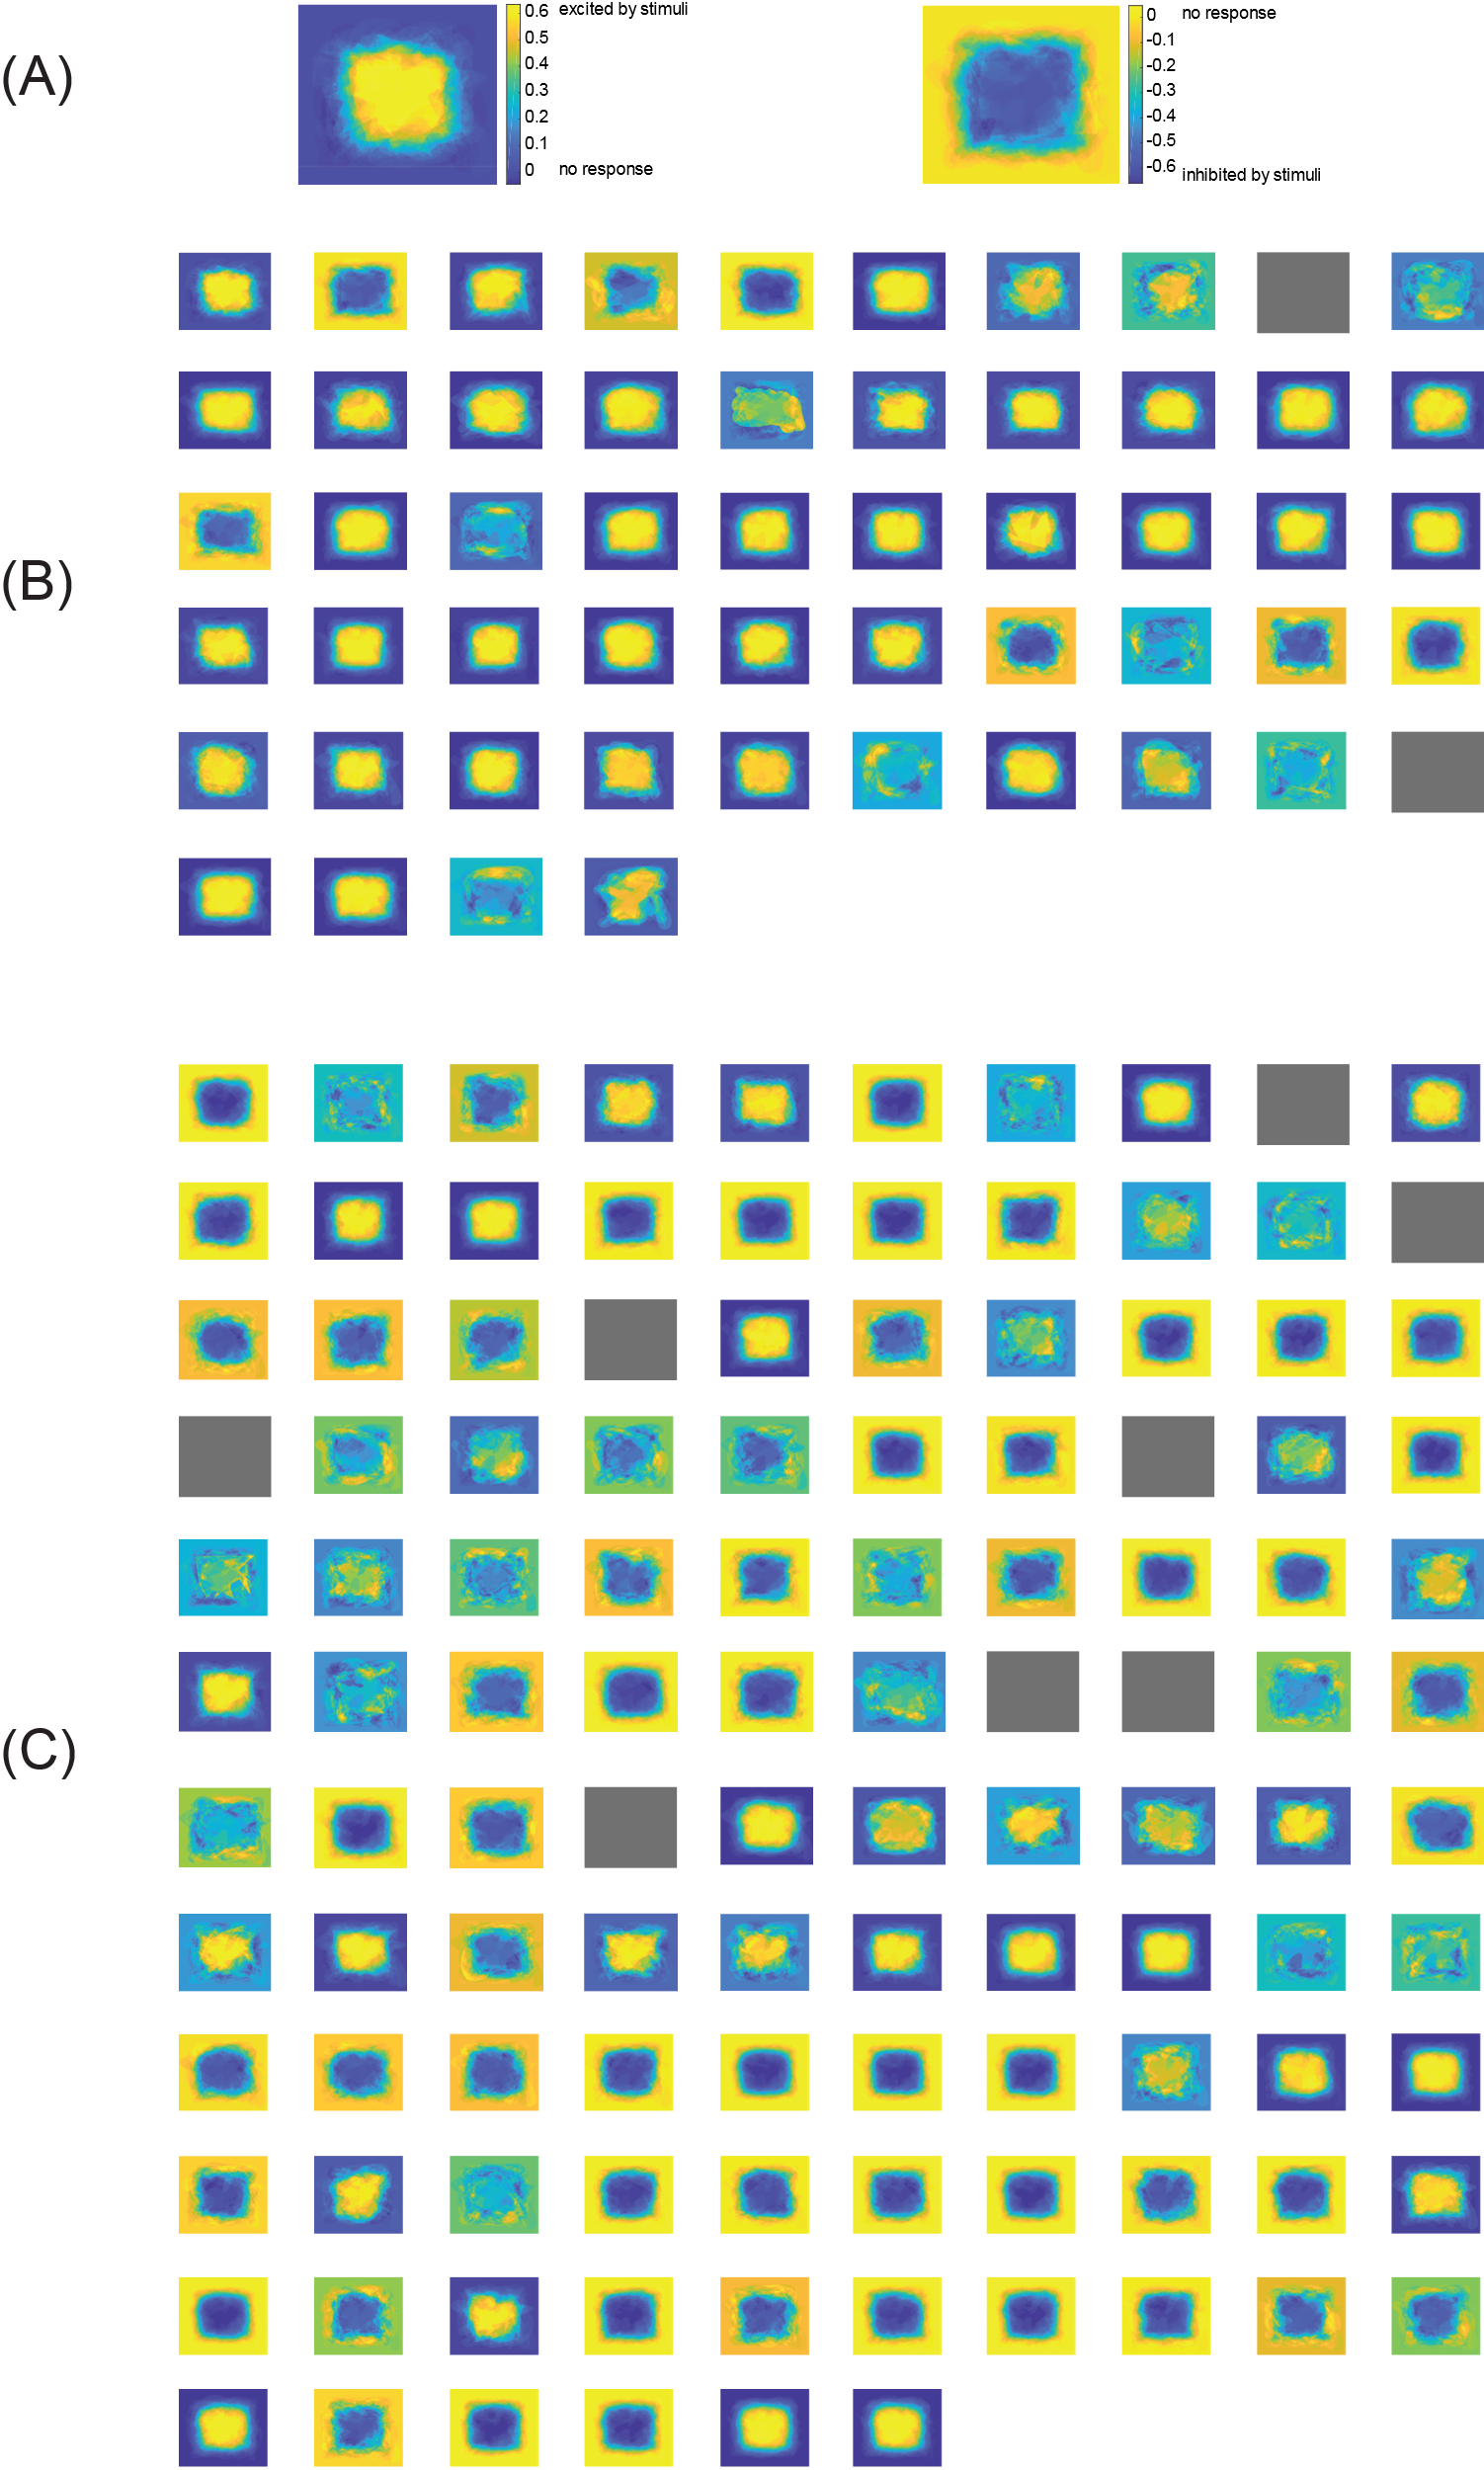 (A)
0.6 excited by stimuli
0.5
0.4
0.3
0.2
0.1
0 no response
0 no response
-0.1
-0.2
-0.3
-0.4
-0.5
-0.6 inhibited by stimuli
(B)
(C)